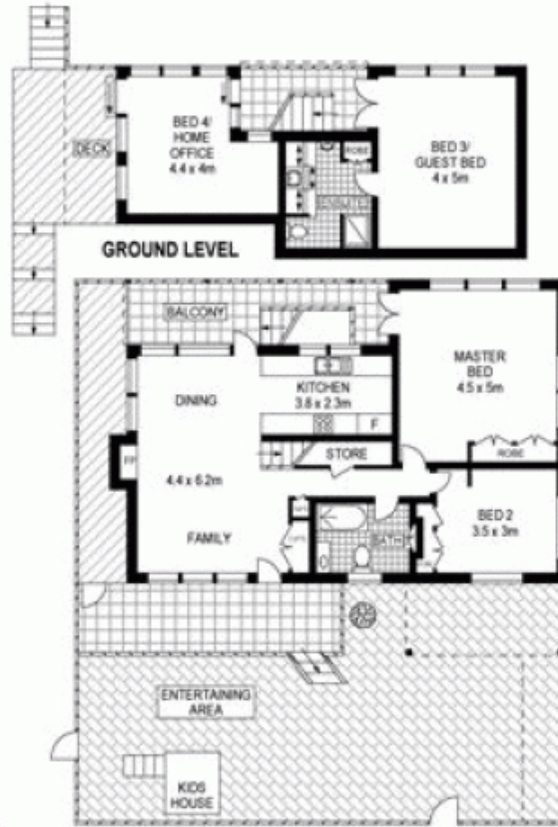 DECK
BED 4/
HOME
OFFICE
4.4 x 4m
ROBE
ENSUITE
BED 3/
GUEST BED
4 x 5m
GROUND LEVEL
BALCONY
DINING
KITCHEN
3.8 x 2.3m
F
MASTER
BED
4.5 x 5m
ROBE
STORE
FP
4.4 x 6.2m
FAMILY
BATH
BED 2
3.5 x 3m
ENTERTAINING
AREA
KIDS
HOUSE